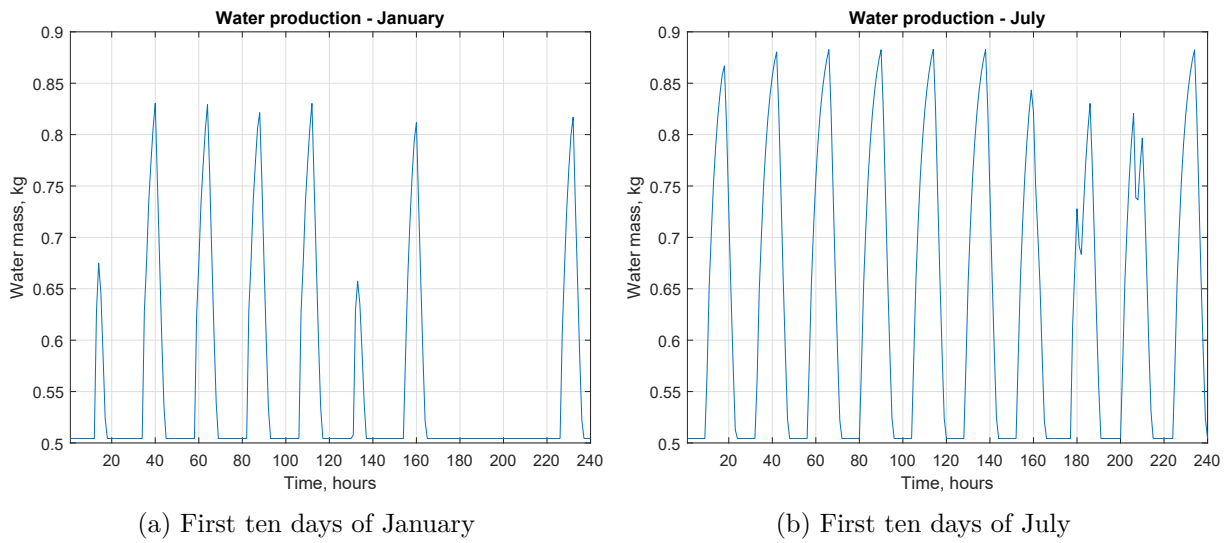 Water production - January
Water mass, kg
0.9
0.85
0.8
0.75
0.7
0.65
0.6
0.55
0.5
20 40 60 80 100 120 140 160 180 200 220 240
Time, hours
(a) First ten days of January
Water production - July
Water mass, kg
0.9
0.85
0.8
0.75
0.7
0.65
0.6
0.55
0.5
20 40 60 80 100 120 140 160 180 200 220 240
Time, hours
(b) First ten days of July